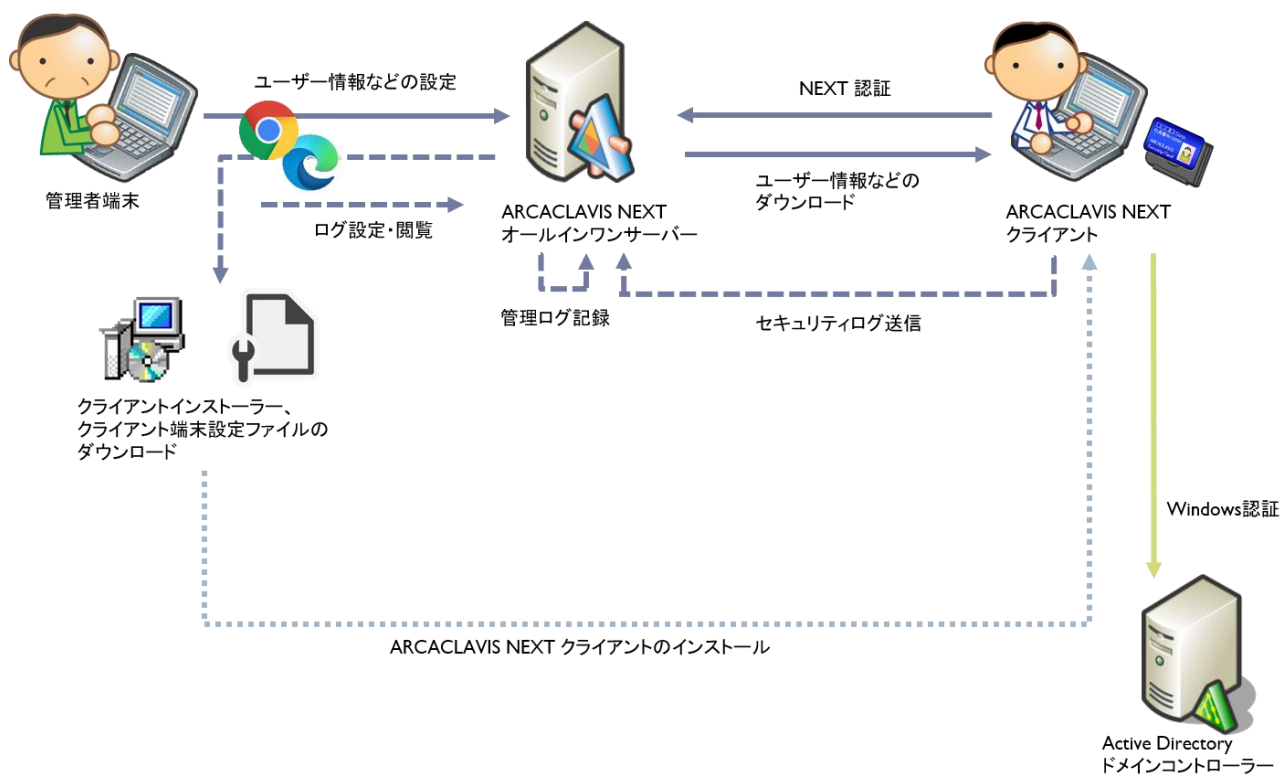 ユーザー情報などの設定
NEXT 認証
管理者端末
ログ設定・閲覧
ARCACLAVIS NEXT
オールインワンサーバー
ユーザー情報などの
ダウンロード
ARCACLAVIS NEXT
クライアント
管理ログ記録
セキュリティログ送信
クライアントインストーラー、
クライアント端末設定ファイルの
ダウンロード
Windows認証
ARCACLAVIS NEXT クライアントのインストール
Active Directory
ドメインコントローラー